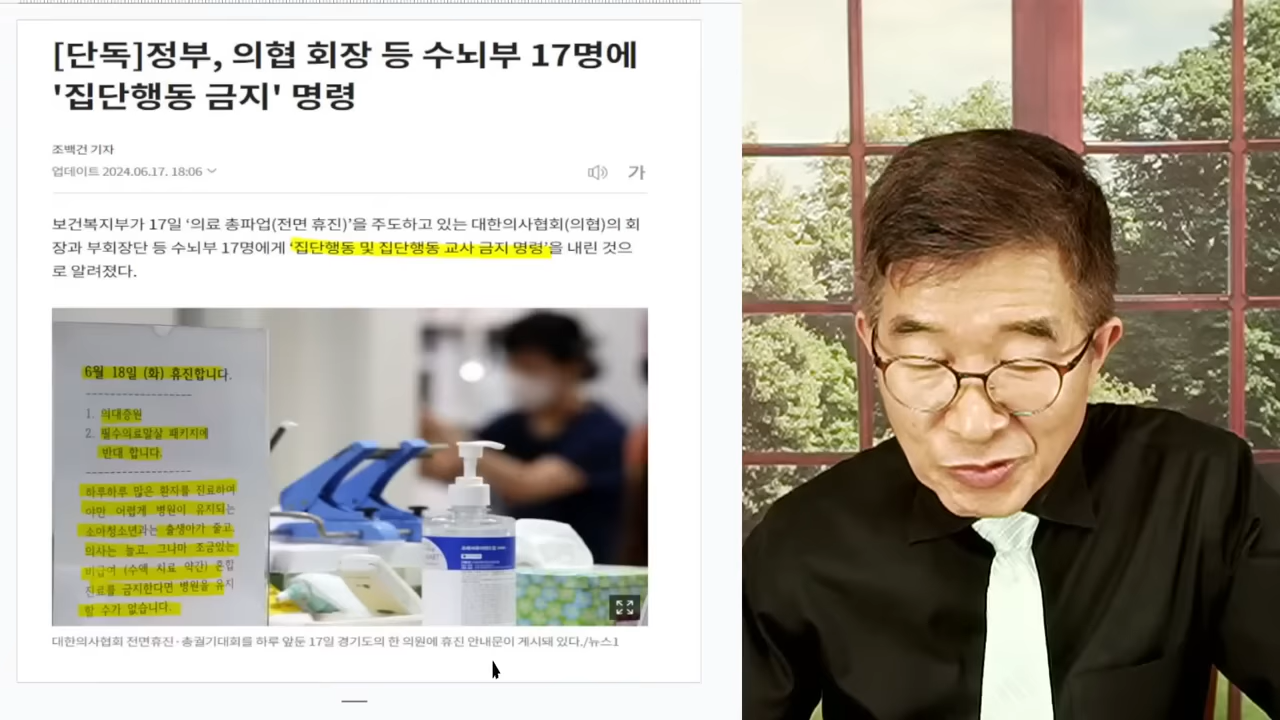 [단독]정부, 의협 회장 등 수뇌부 17명에
'집단행동 금지' 명령
조백건 기자
업데이트 2024.06.17. 18:06
가
보건복지부가 17일 ‘의료 총파업(전면 휴진)’을 주도하고 있는 대한의사협회(의협)의 회
장과 부회장단 등 수뇌부 17명에게 ‘집단행동 및 집단행동 교사 금지 명령’을 내린 것으
로 알려졌다.
6월 18일 (화) 휴진합니다.
1. 의대증원
2. 필수의료말살 패키지에
반대 합니다.
하루하루 많은 환자를 진료하여
야만 어렵게 병원이 유지되는
소아청소년과는 출생아가 줄고,
의사는 늘고, 그나마 조금있는
비급여 (수액 시료 약간) 혼합
진료를 금지한다면 병원을 유지
할 수가 없습니다.
대한의사협회 전면휴진·총궐기대회를 하루 앞둔 17일 경기도의 한 의원에 휴진 안내문이 게시돼 있다./뉴스1